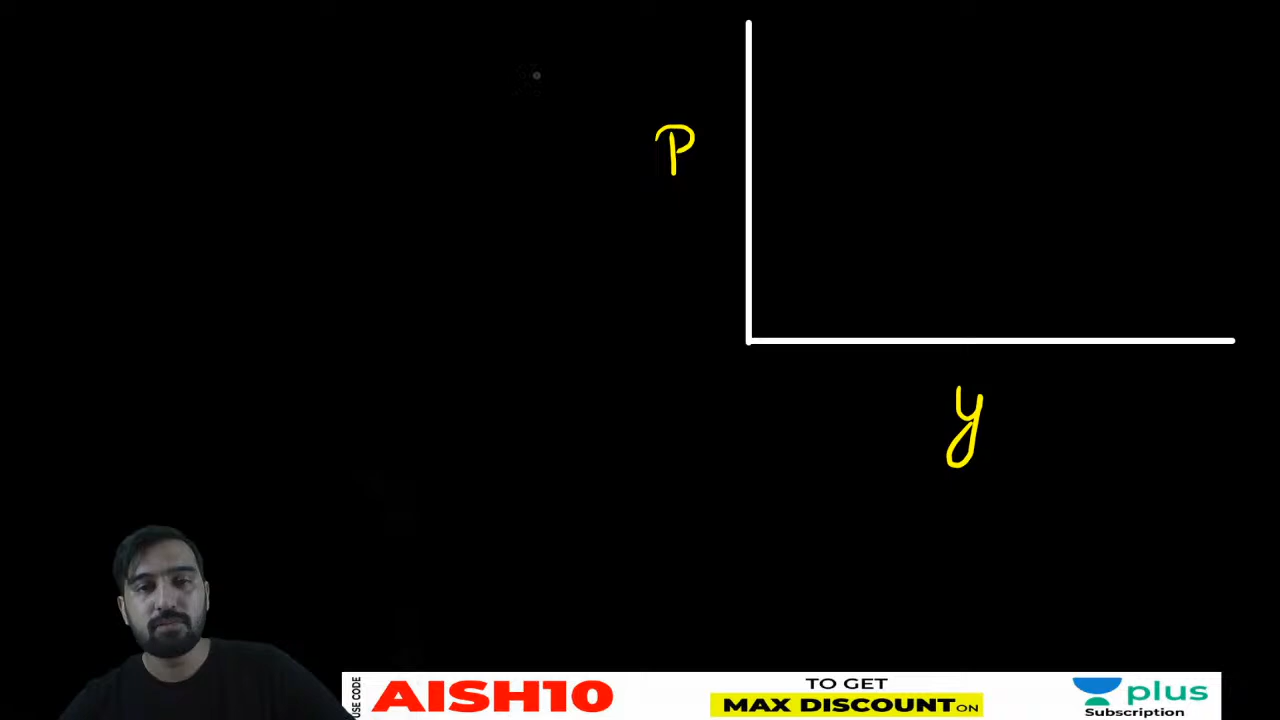 P
y
USE CODE
AISH10
TO GET
MAX DISCOUNT ON
plus
Subscription